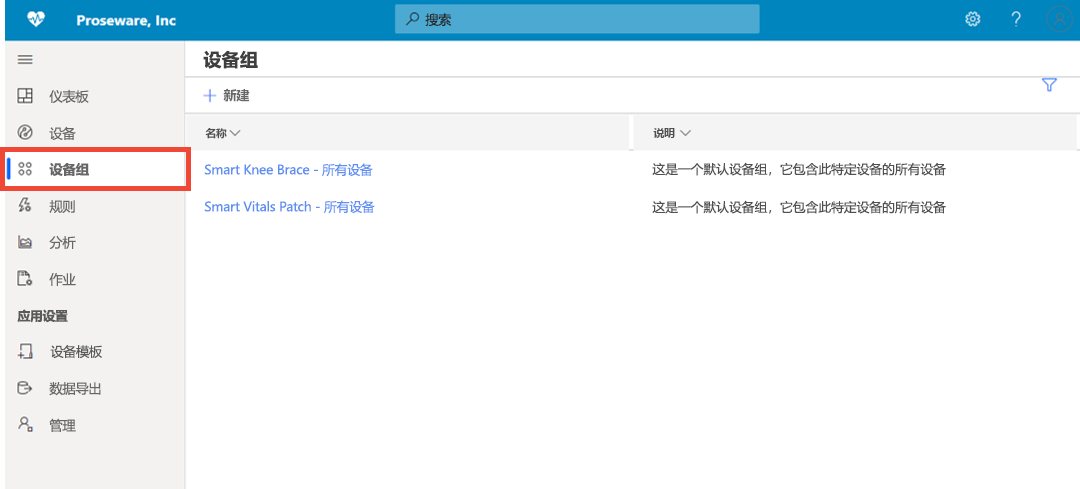 Proseware, Inc
搜索
?
仪表板
设备
设备组
规则
分析
作业
应用设置
设备模板
数据导出
管理
设备组
+ 新建
名称 说明
Smart Knee Brace - 所有设备 这是一个默认设备组，它包含此特定设备的所有设备
Smart Vitals Patch - 所有设备 这是一个默认设备组，它包含此特定设备的所有设备